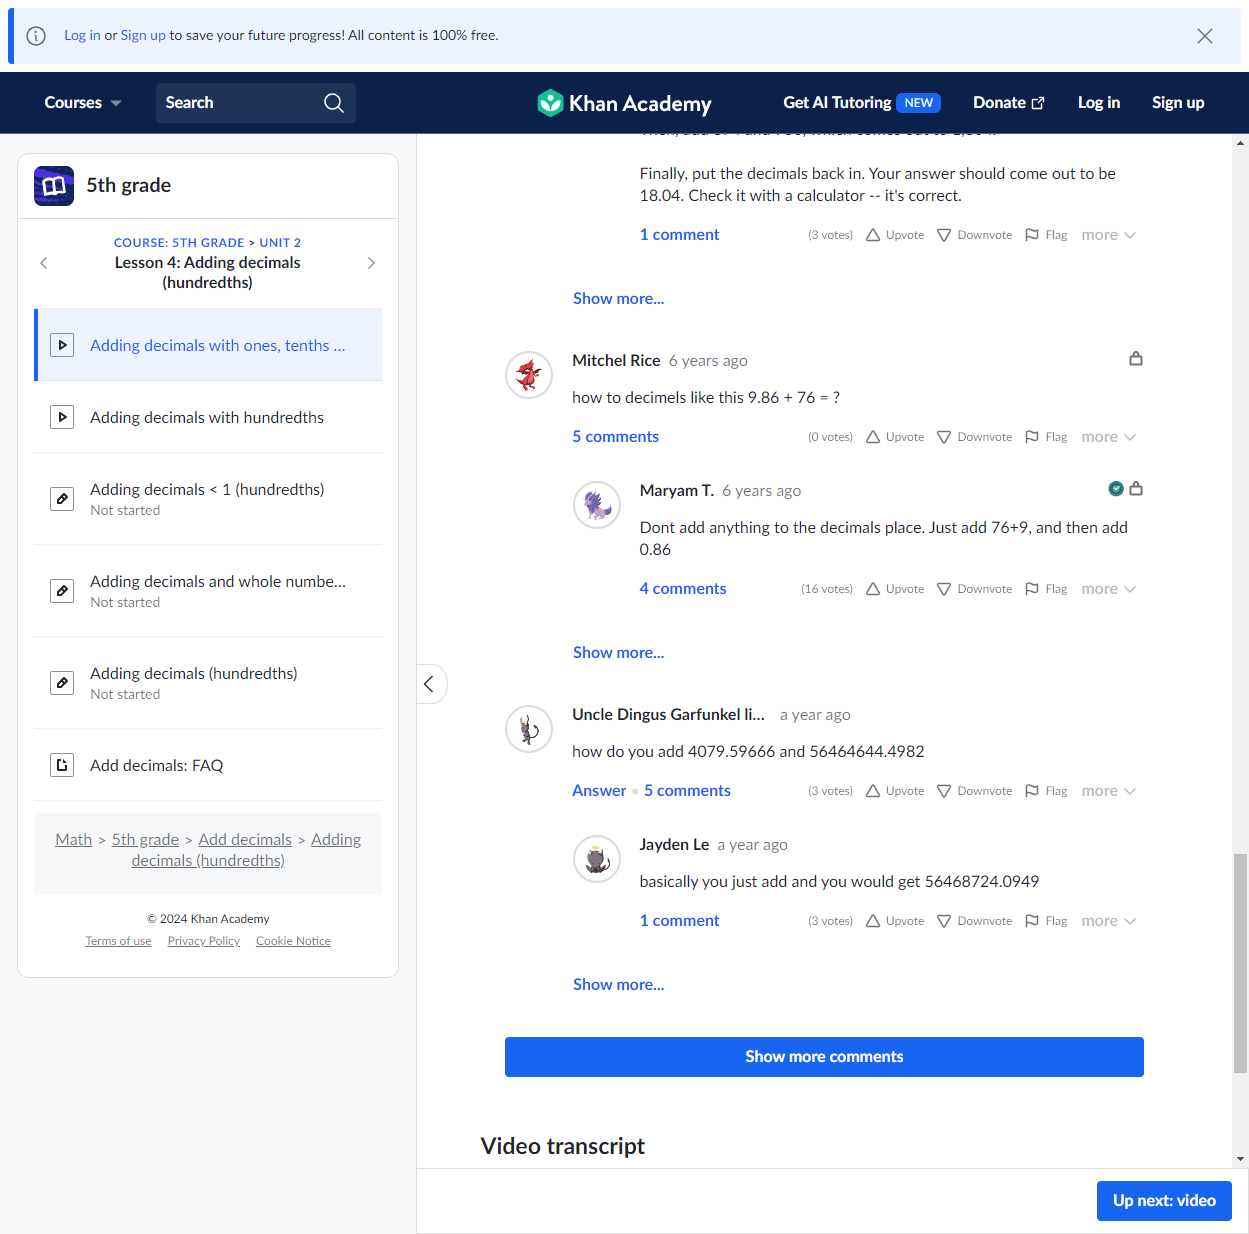 Log in or Sign up to save your future progress! All content is 100% free.
Courses
Search
Khan Academy
Get AI Tutoring NEW
Donate
Log in
Sign up
5th grade
COURSE: 5TH GRADE > UNIT 2
Lesson 4: Adding decimals
(hundredths)
Adding decimals with ones, tenths ...
Adding decimals with hundredths
Adding decimals < 1 (hundredths)
Not started
Adding decimals and whole numbe...
Not started
Adding decimals (hundredths)
Not started
Add decimals: FAQ
Math > 5th grade > Add decimals > Adding
decimals (hundredths)
© 2024 Khan Academy
Terms of use Privacy Policy Cookie Notice
Finally, put the decimals back in. Your answer should come out to be
18.04. Check it with a calculator -- it's correct.
1 comment (3 votes) Upvote Downvote Flag more
Show more...
Mitchel Rice 6 years ago
how to decimels like this 9.86 + 76 = ?
5 comments (0 votes) Upvote Downvote Flag more
Maryam T. 6 years ago
Dont add anything to the decimals place. Just add 76+9, and then add
0.86
4 comments (16 votes) Upvote Downvote Flag more
Show more...
Uncle Dingus Garfunkel li... a year ago
how do you add 4079.59666 and 56464644.4982
Answer • 5 comments (3 votes) Upvote Downvote Flag more
Jayden Le a year ago
basically you just add and you would get 56468724.0949
1 comment (3 votes) Upvote Downvote Flag more
Show more...
Show more comments
Video transcript
Up next: video